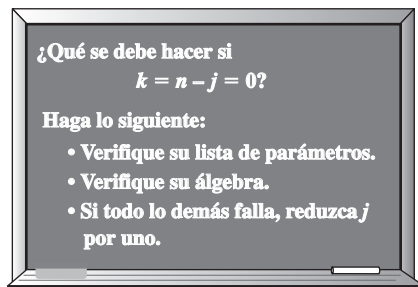 ¿Qué se debe hacer si
k = n – j = 0?
Haga lo siguiente:
• Verifique su lista de parámetros.
• Verifique su álgebra.
• Si todo lo demás falla, reduzca j
por uno.